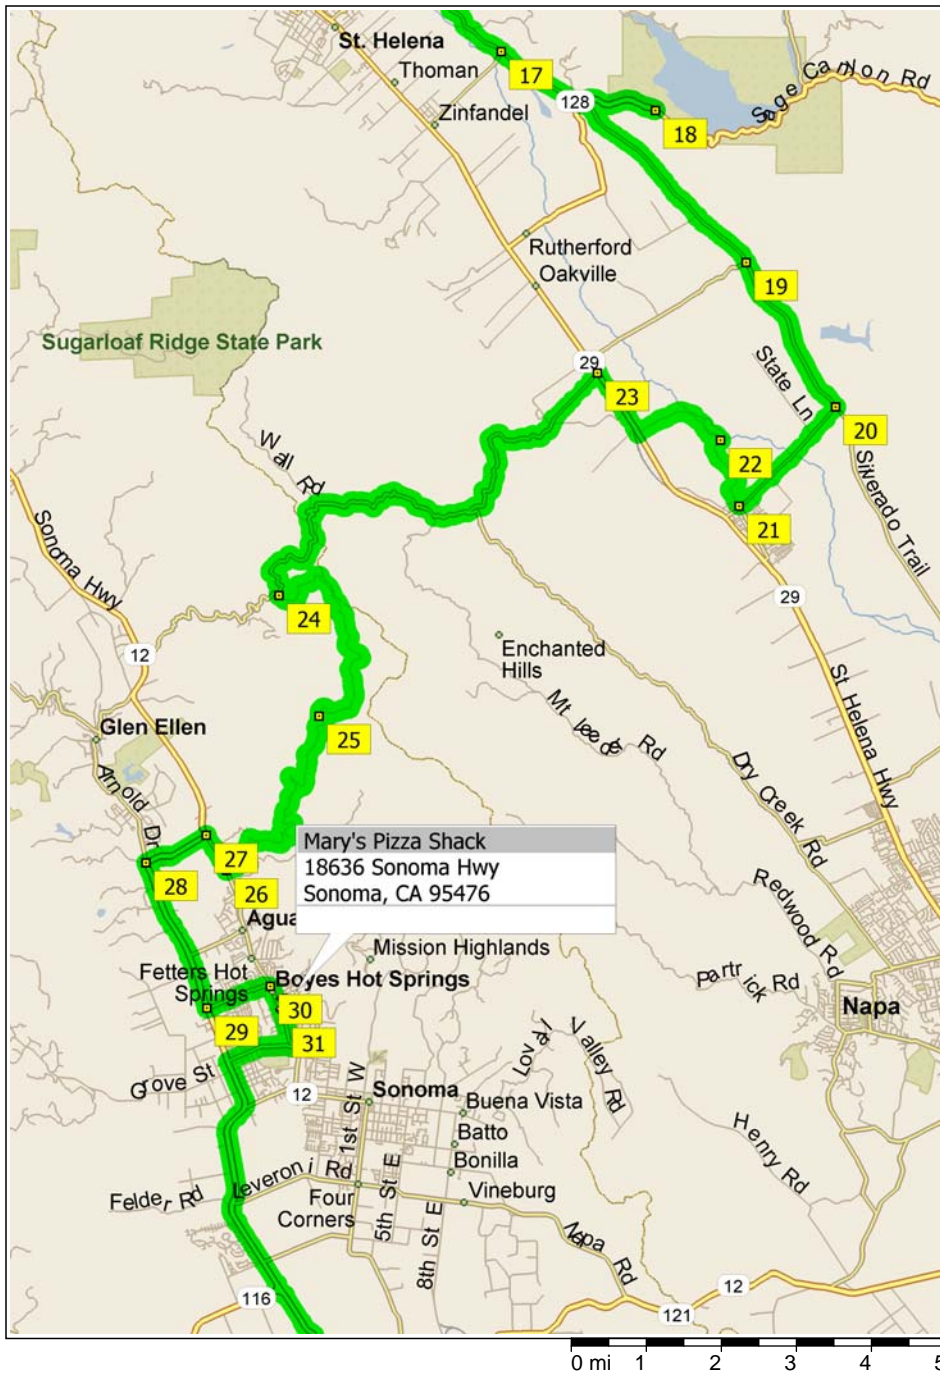 St. Helena
17
Thoman
128
Sage Canyon Rd
Zinfandel
18
Rutherford
Oakville
19
Sugarloaf Ridge State Park
29
State Ln
23
20
Wall Rd
22
Silverado Trail
21
Sonoma Hwy
24
29
12
Enchanted
Hills
St Helena Hwy
Glen Ellen
25
Mt Veeder Rd
Dry Creek Rd
Arnold Dr
Mary's Pizza Shack
18636 Sonoma Hwy
Sonoma, CA 95476
27
28
26
Redwood Rd
Agua
Mission Highlands
Fetters Hot
Springs
Boyes Hot Springs
Partrick Rd
30
Napa
29
31
Lovall Valley Rd
Grove St
12
1st St W
Sonoma
Buena Vista
Batto
Henry Rd
Bonilla
Leveroni Rd
5th St E
Felder Rd
Four
Corners
Vineburg
8th St E
Napa Rd
12
116
121
0 mi 1 2 3 4 5